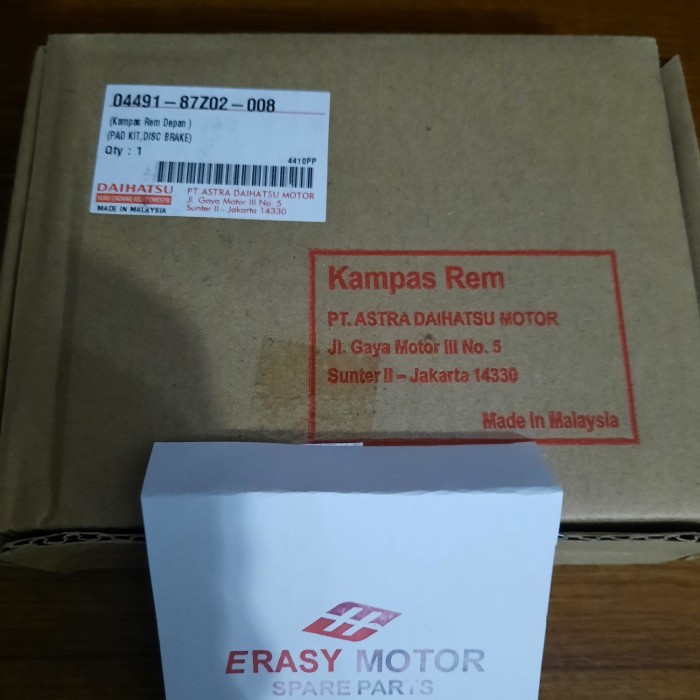 04491-87Z02-008
(Kampas Rem Depan)
(PAD KIT,DISC BRAKE)
Qty : 1
4410PP
DAIHATSU
MADE IN MALAYSIA
PT ASTRA DAIHATSU MOTOR
Jl. Gaya Motor III No. 5
Sunter II - Jakarta 14330
Kampas Rem
PT. ASTRA DAIHATSU MOTOR
Jl. Gaya Motor III No. 5
Sunter II – Jakarta 14330
Made In Malaysia
ERASY MOTOR
SPARE PARTS